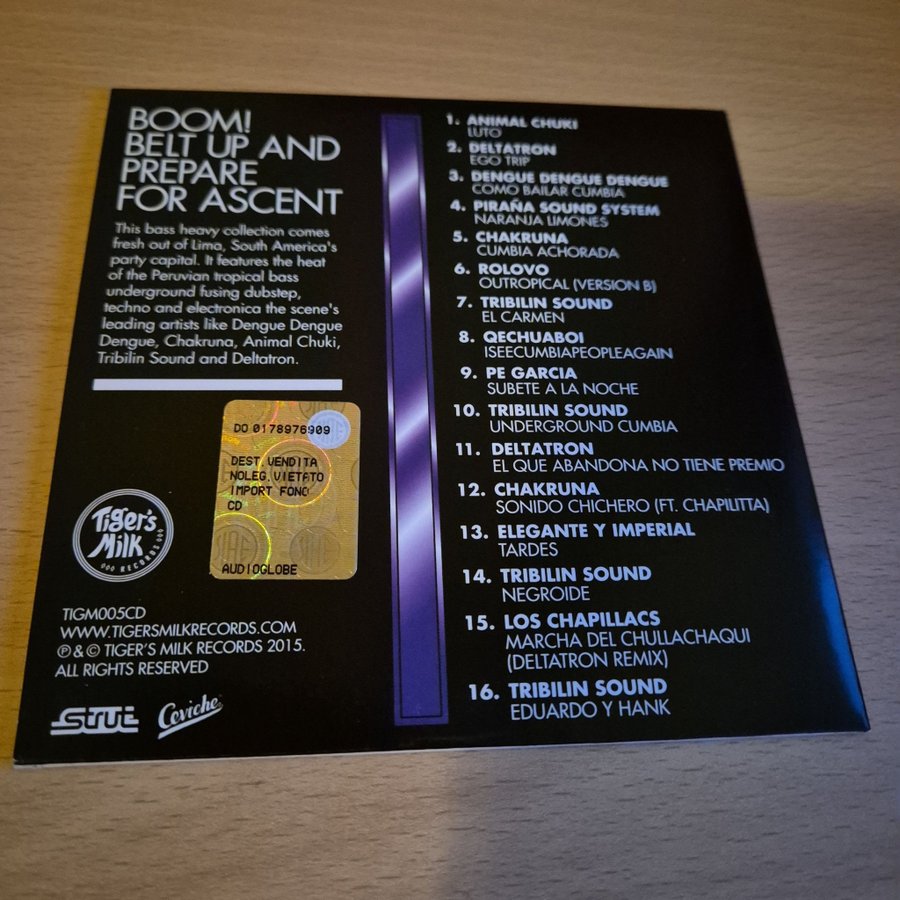 BOOM!
BELT UP AND
PREPARE
FOR ASCENT
This bass heavy collection comes
fresh out of Lima, South America's
party capital. It features the heat
of the Peruvian tropical bass
underground fusing dubstep,
techno and electronica the scene's
leading artists like Dengue Dengue
Dengue, Chakruna, Animal Chuki,
Tribilin Sound and Deltatron.
DO 0178976909
DEST.VENDITA
NOLEG.VIETATO
IMPORT FONO
CD
AUDIOGLOBE
Tiger's
Milk
RECORDS
TIGM005CD
WWW.TIGERSMILKRECORDS.COM
℗ & © TIGER'S MILK RECORDS 2015.
ALL RIGHTS RESERVED
Strut
Ceviche
1. ANIMAL CHUKI
LUTO
2. DELTATRON
EGO TRIP
3. DENGUE DENGUE DENGUE
COMO BAILAR CUMBIA
4. PIRAÑA SOUND SYSTEM
NARANJA LIMONES
5. CHAKRUNA
CUMBIA ACHORADA
6. ROLOVO
OUTROPICAL (VERSION B)
7. TRIBILIN SOUND
EL CARMEN
8. QECHUABOI
ISEECUMBIAPEOPLEAGAIN
9. PE GARCIA
SUBETE A LA NOCHE
10. TRIBILIN SOUND
UNDERGROUND CUMBIA
11. DELTATRON
EL QUE ABANDONA NO TIENE PREMIO
12. CHAKRUNA
SONIDO CHICHERO (FT. CHAPILITTA)
13. ELEGANTE Y IMPERIAL
TARDES
14. TRIBILIN SOUND
NEGROIDE
15. LOS CHAPILLACS
MARCHA DEL CHULLACHAQUI
(DELTATRON REMIX)
16. TRIBILIN SOUND
EDUARDO Y HANK